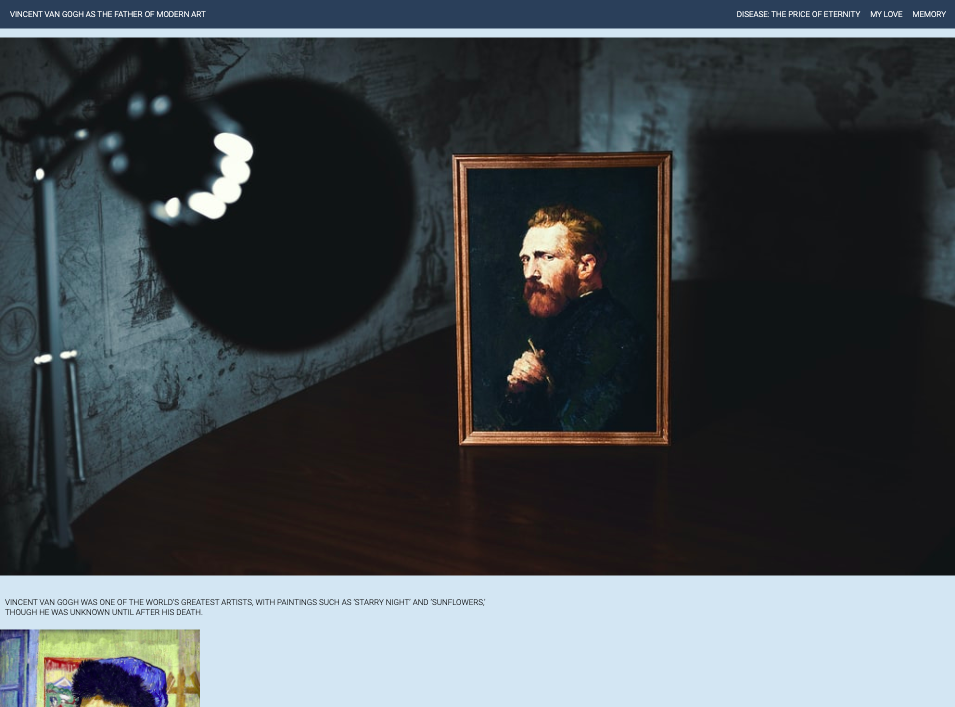 VINCENT VAN GOGH AS THE FATHER OF MODERN ART
DISEASE: THE PRICE OF ETERNITY MY LOVE MEMORY
VINCENT VAN GOGH WAS ONE OF THE WORLD'S GREATEST ARTISTS, WITH PAINTINGS SUCH AS 'STARRY NIGHT' AND 'SUNFLOWERS,'
THOUGH HE WAS UNKNOWN UNTIL AFTER HIS DEATH.